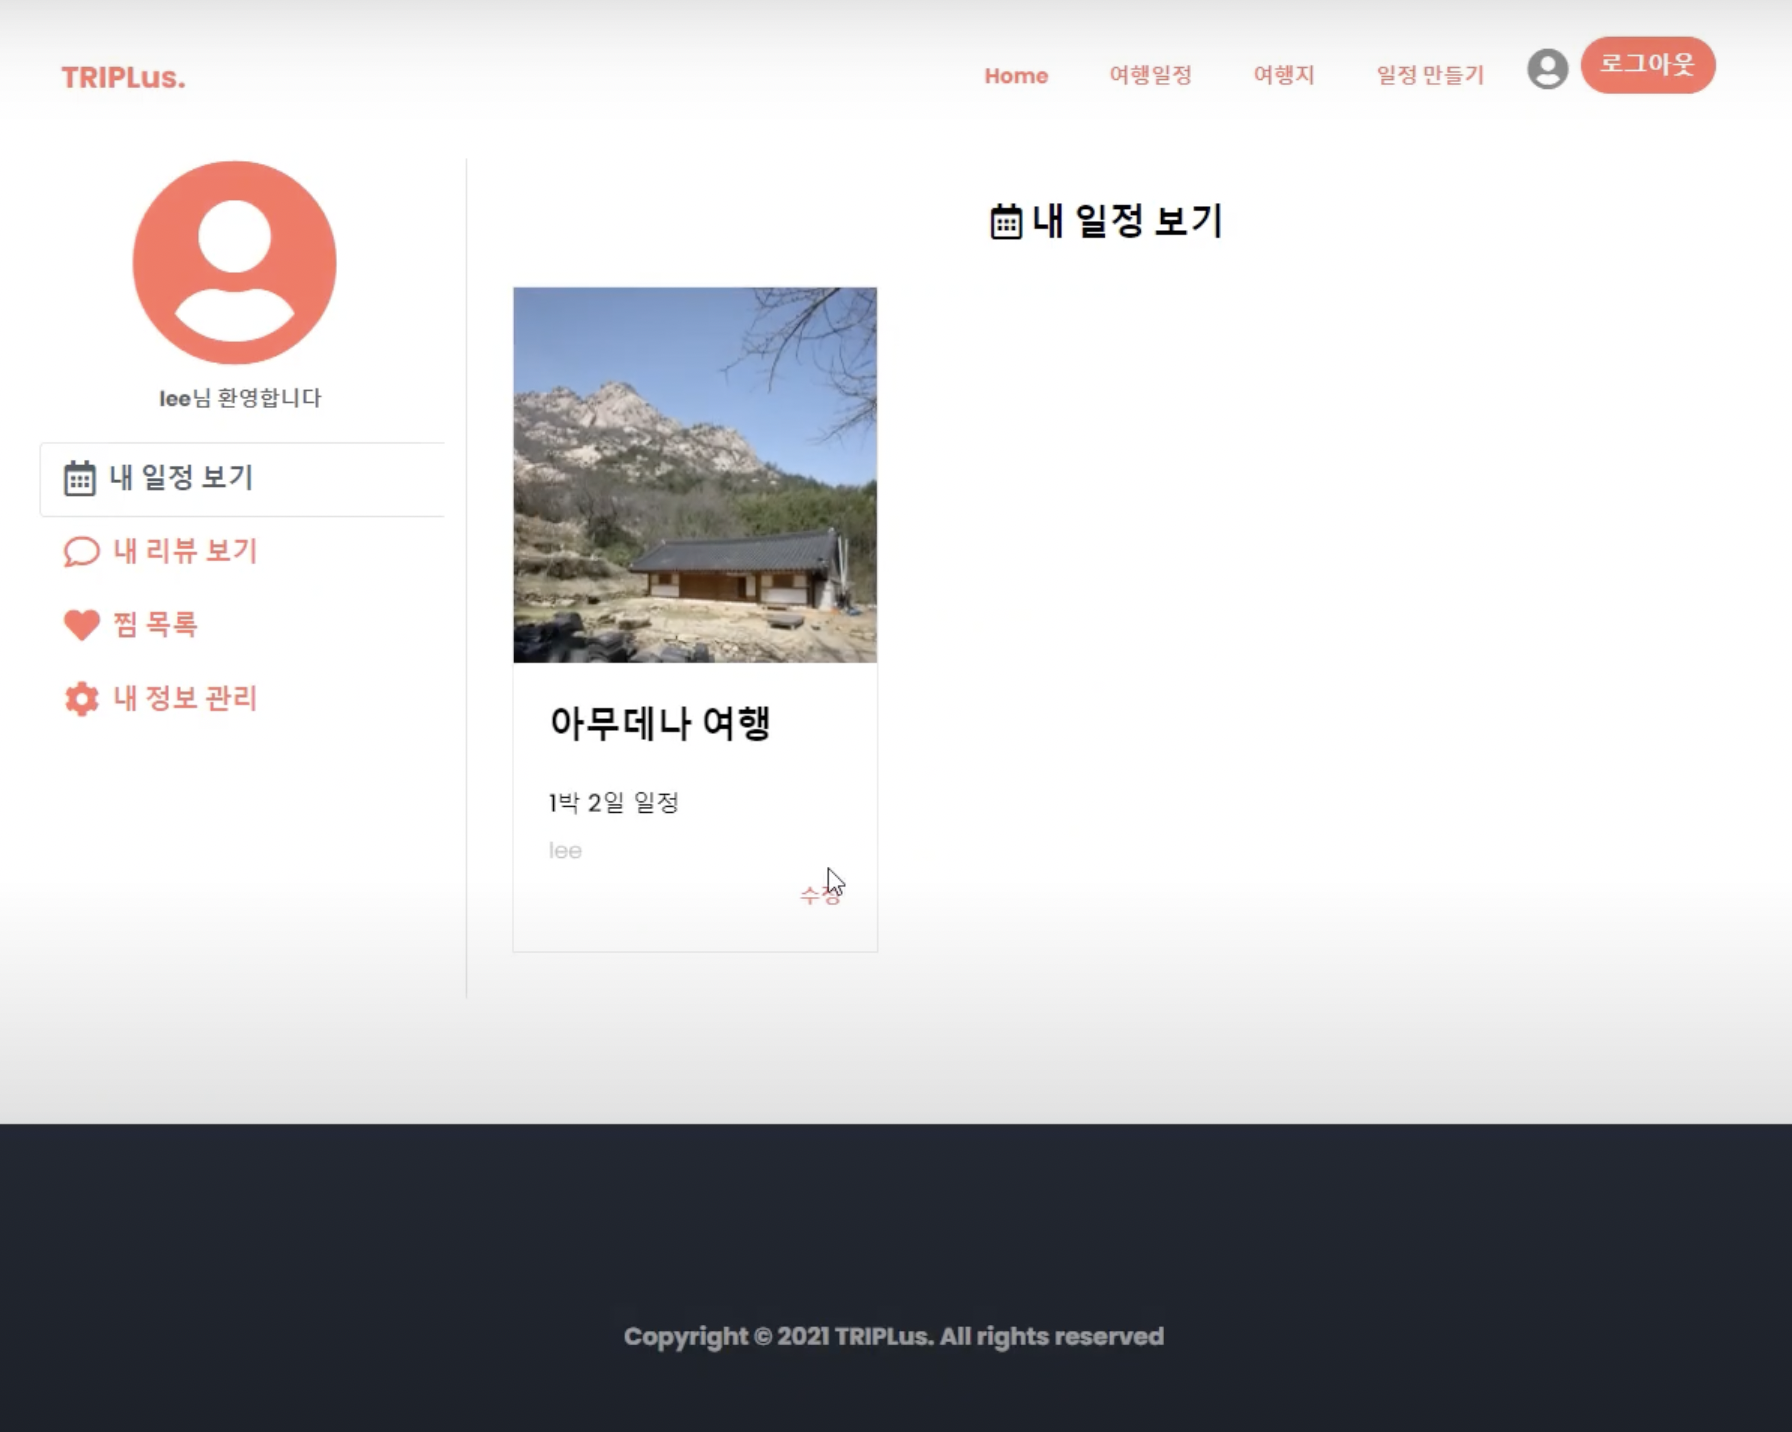 TRIPLus.
Home
여행일정
여행지
일정 만들기
로그아웃
lee님 환영합니다
내 일정 보기
내 리뷰 보기
찜 목록
내 정보 관리
내 일정 보기
아무데나 여행
1박 2일 일정
lee
수정
Copyright © 2021 TRIPLus. All rights reserved